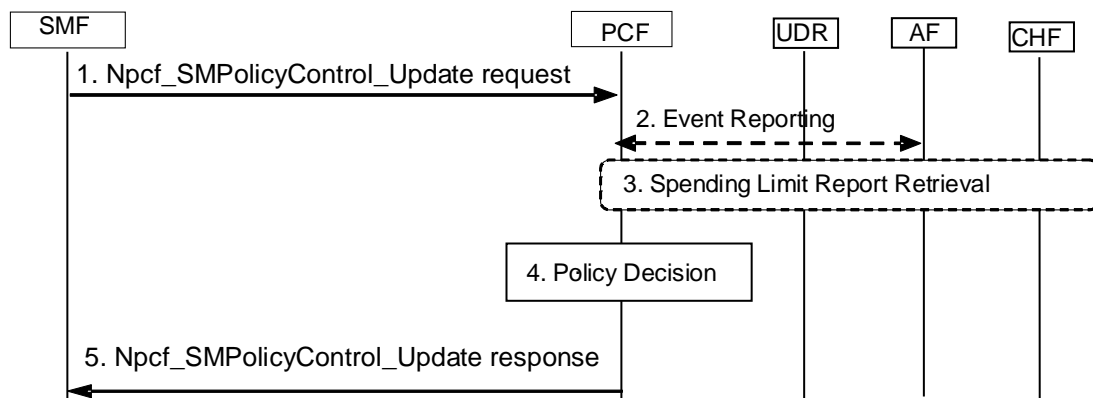 SMF
PCF
UDR
AF
CHF
1. Npcf_SMPolicyControl_Update request
2. Event Reporting
3. Spending Limit Report Retrieval
4. Policy Decision
5. Npcf_SMPolicyControl_Update response